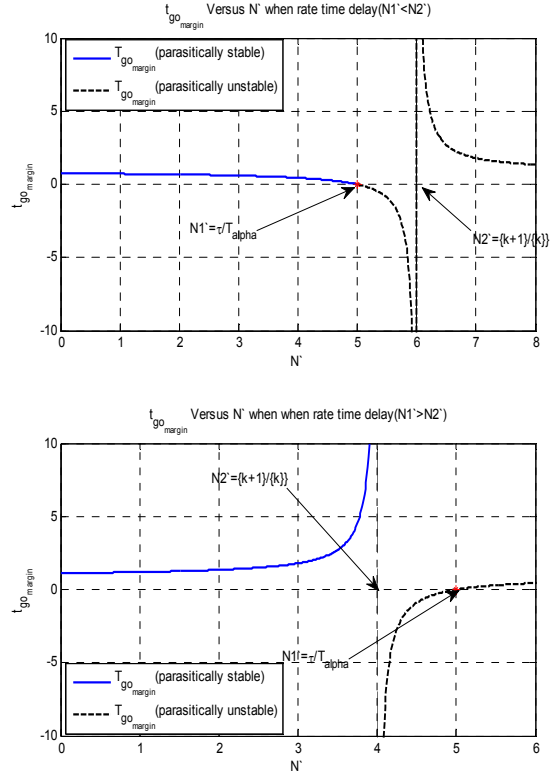 t_go_margin Versus N` when rate time delay(N1`<N2`)
T_go_margin (parasitically stable)
T_go_margin (parasitically unstable)
10
5
0
-5
-10
t_go_margin
N1`=τ/T_alpha
N2`={k+1}/{k}}
0 1 2 3 4 5 6 7 8
N`
t_go_margin Versus N` when when rate time delay(N1`>N2`)
10
5
0
-5
-10
t_go_margin
N2`={k+1}/{k}}
N1`=τ/T_alpha
T_go_margin (parasitically stable)
T_go_margin (parasitically unstable)
0 1 2 3 4 5 6
N`